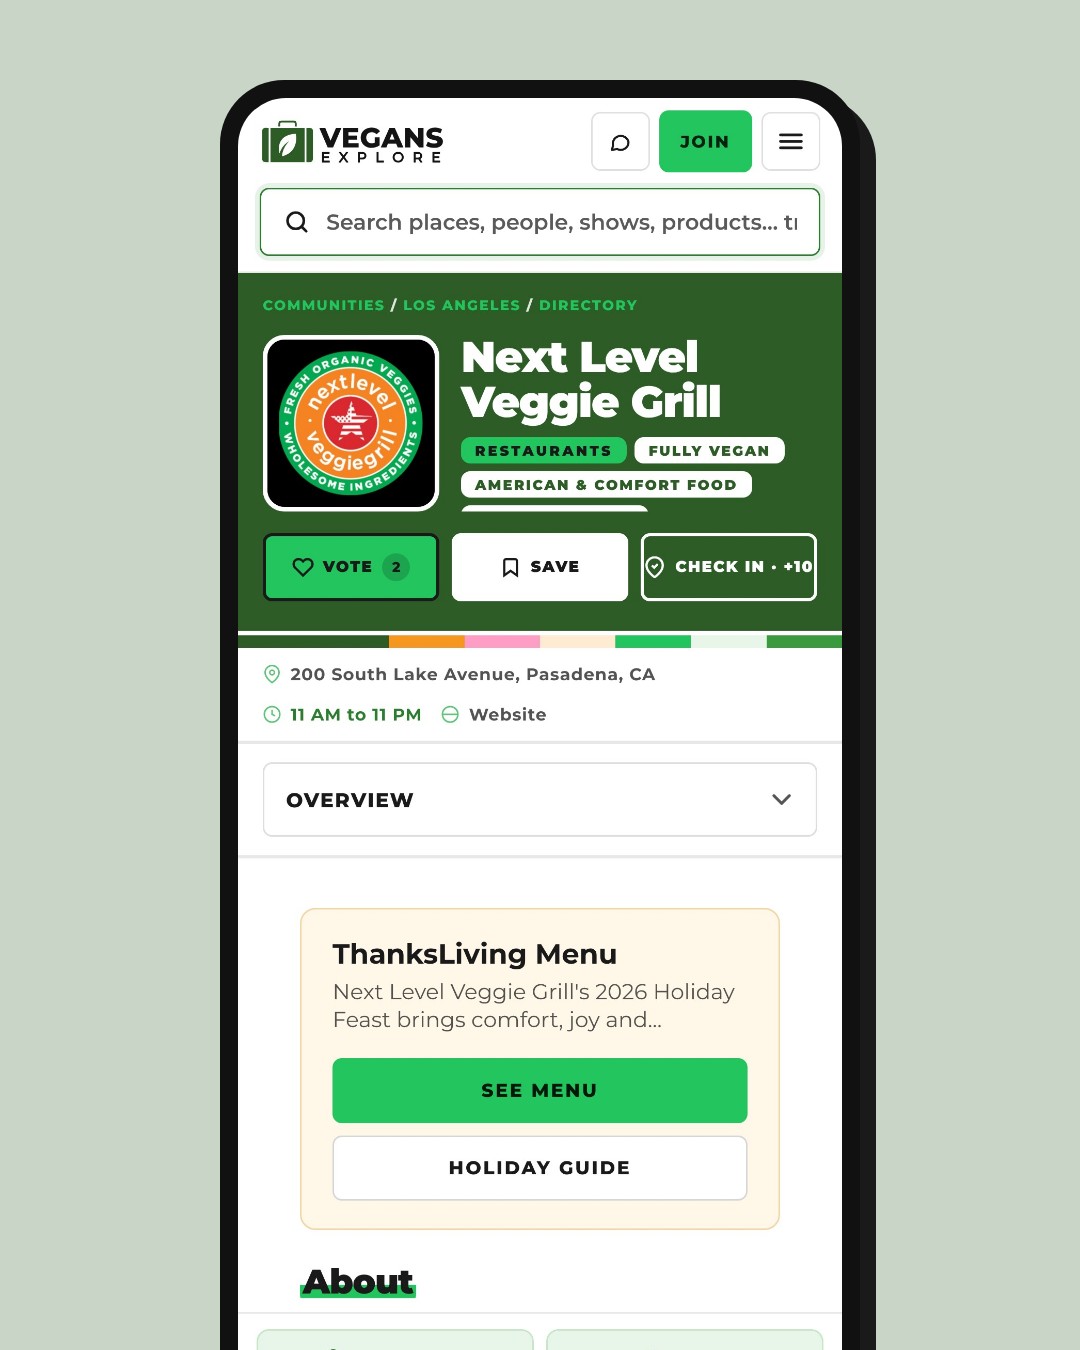 VEGANS
EXPLORE
JOIN
Search places, people, shows, products... tr
COMMUNITIES / LOS ANGELES / DIRECTORY
• FRESH ORGANIC VEGGIES •
nextlevel
veggiegrill
WHOLESOME INGREDIENTS
Next Level
Veggie Grill
RESTAURANTS
FULLY VEGAN
AMERICAN & COMFORT FOOD
VOTE 2
SAVE
CHECK IN · +10
200 South Lake Avenue, Pasadena, CA
11 AM to 11 PM
Website
OVERVIEW
ThanksLiving Menu
Next Level Veggie Grill's 2026 Holiday
Feast brings comfort, joy and...
SEE MENU
HOLIDAY GUIDE
About